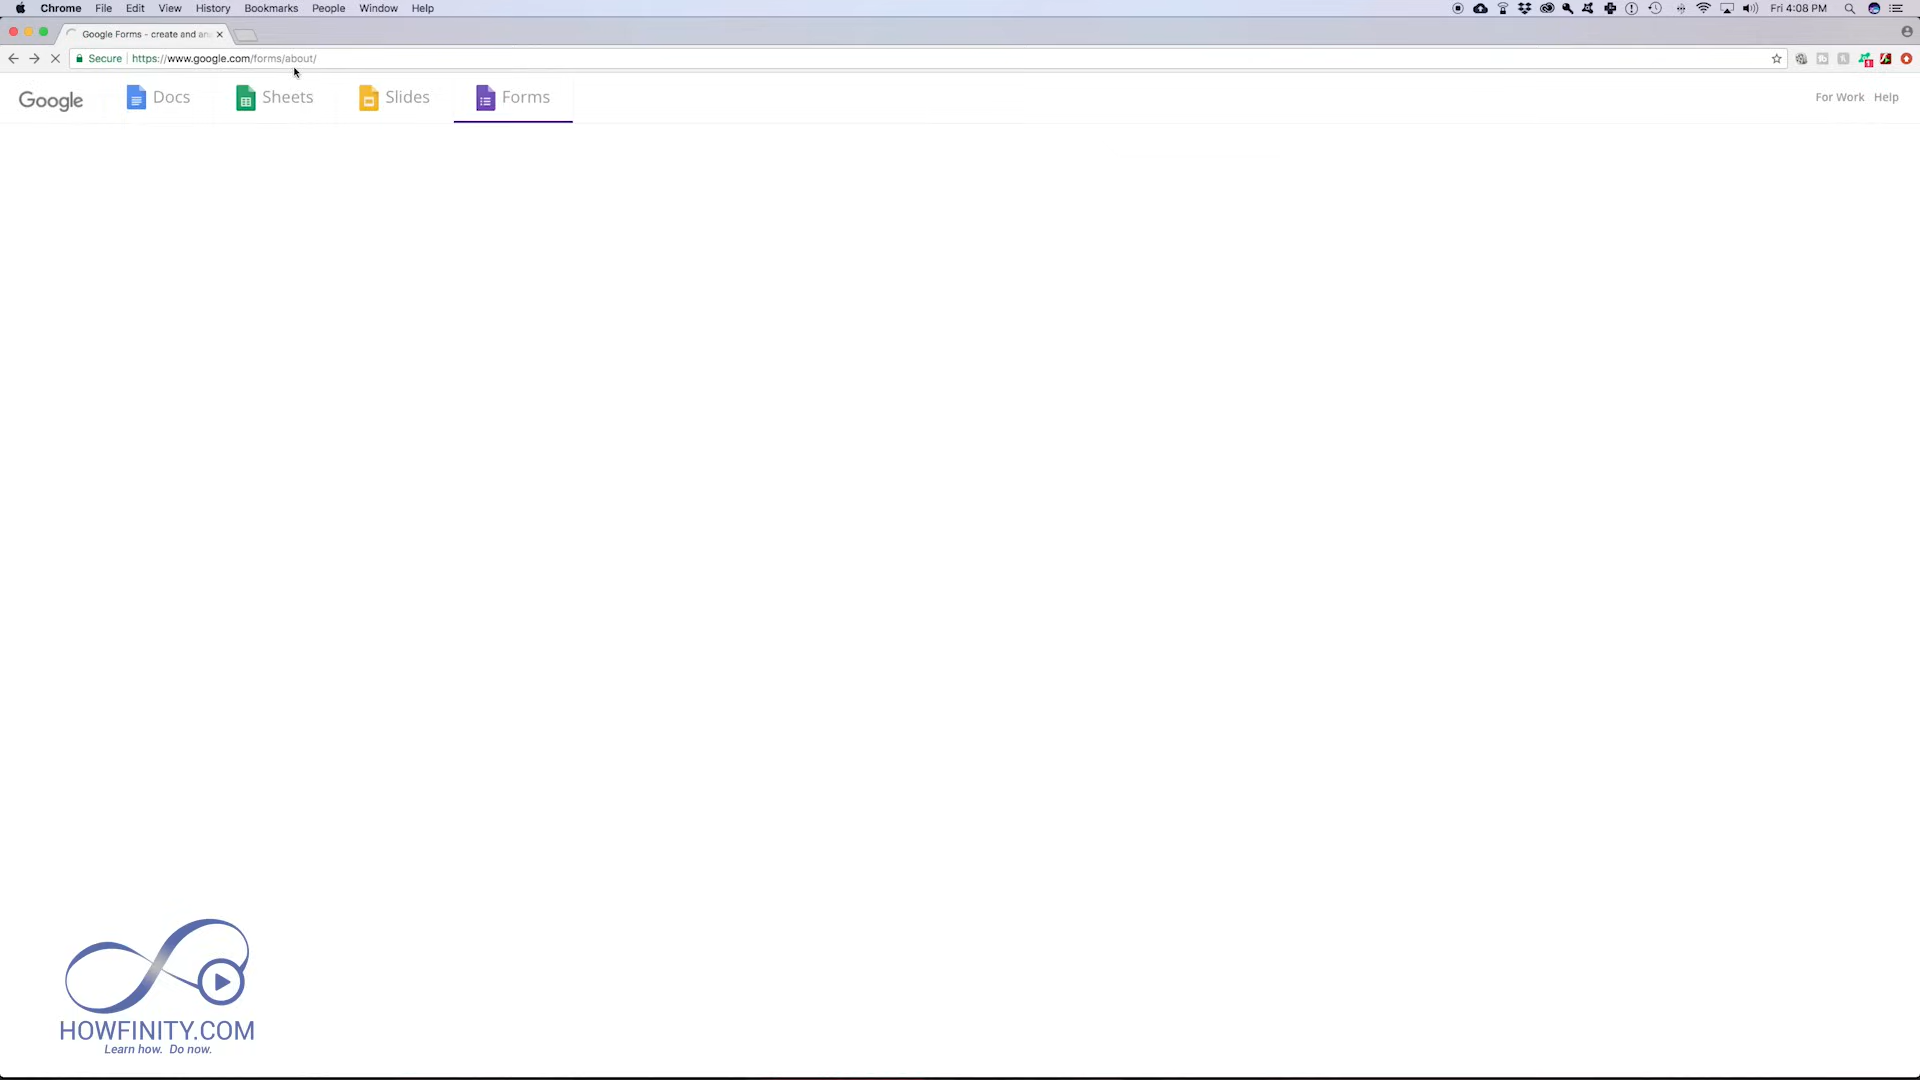 Chrome File Edit View History Bookmarks People Window Help
Fri 4:08 PM
Google Forms - create and an
Secure https://www.google.com/forms/about/
Google Docs Sheets Slides Forms
For Work Help
HOWFINITY.COM
Learn how. Do now.